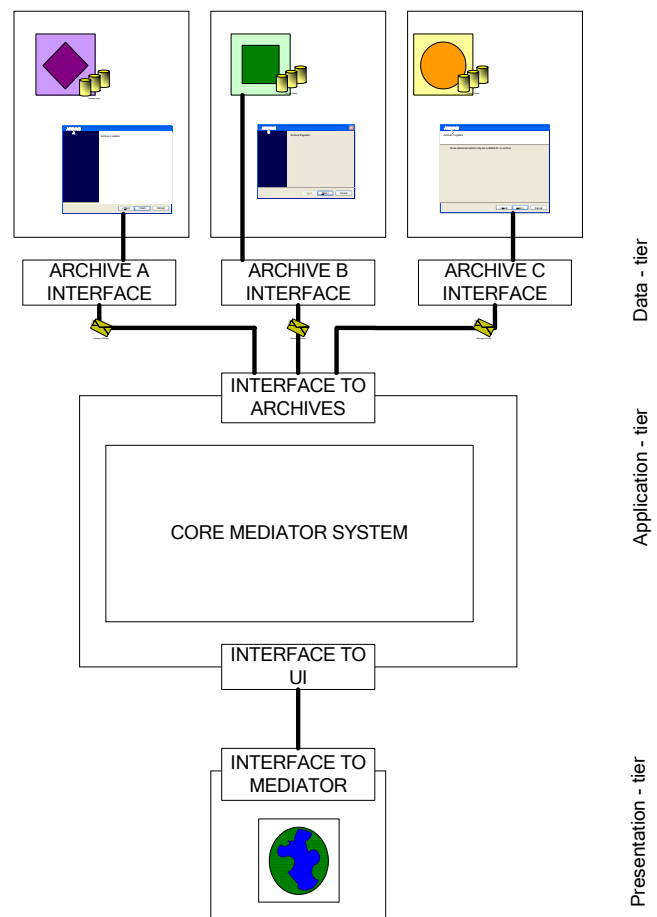 ARCHIVE A
INTERFACE
ARCHIVE B
INTERFACE
ARCHIVE C
INTERFACE
Data - tier
INTERFACE TO
ARCHIVES
CORE MEDIATOR SYSTEM
Application - tier
INTERFACE TO
UI
INTERFACE TO
MEDIATOR
Presentation - tier